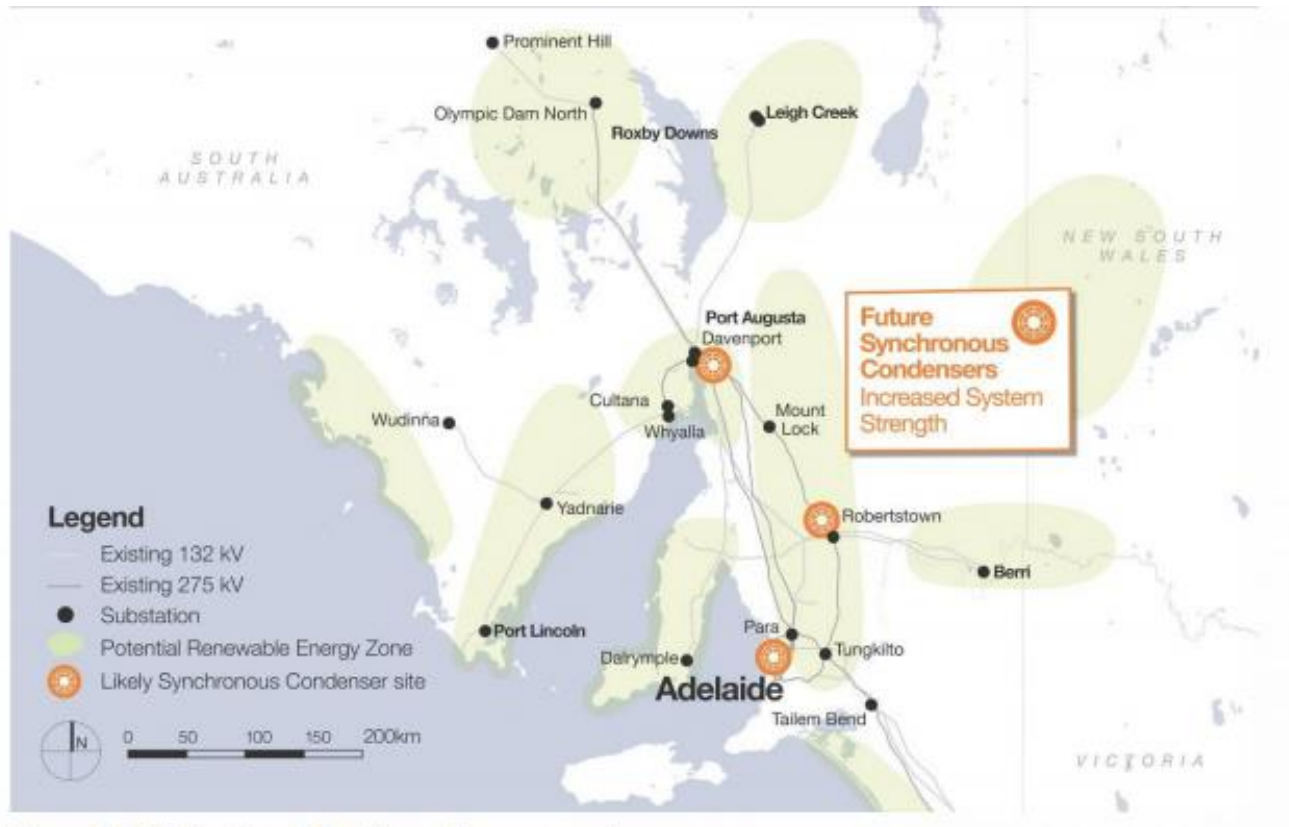 Prominent Hill
Olympic Dam North
Roxby Downs
Leigh Creek
SOUTH
AUSTRALIA
NEW SOUTH
WALES
Port Augusta
Davenport
Future
Synchronous
Condensers
Increased System
Strength
Cultana
Whyalla
Wudinna
Mount
Lock
Yadnarie
Robertstown
Berri
Legend
Existing 132 kV
Existing 275 kV
Substation
Potential Renewable Energy Zone
Likely Synchronous Condenser site
Port Lincoln
Para
Tungkilto
Dalrymple
Adelaide
Tailem Bend
N
0 50 100 150 200km
VICTORIA